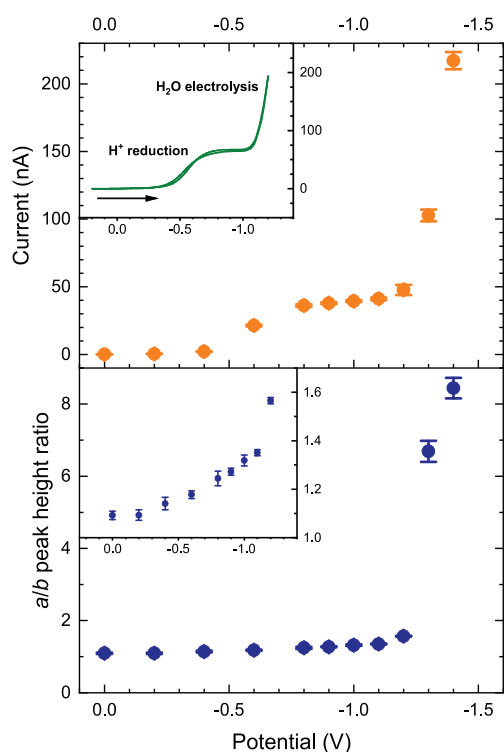 0.0 -0.5 -1.0 -1.5
200
150
100
50
0
Current (nA)
H2O electrolysis
H+ reduction
200
100
0
0.0 -0.5 -1.0
8
6
4
2
0
a/b peak height ratio
1.6
1.4
1.2
1.0
0.0 -0.5 -1.0
0.0 -0.5 -1.0 -1.5
Potential (V)